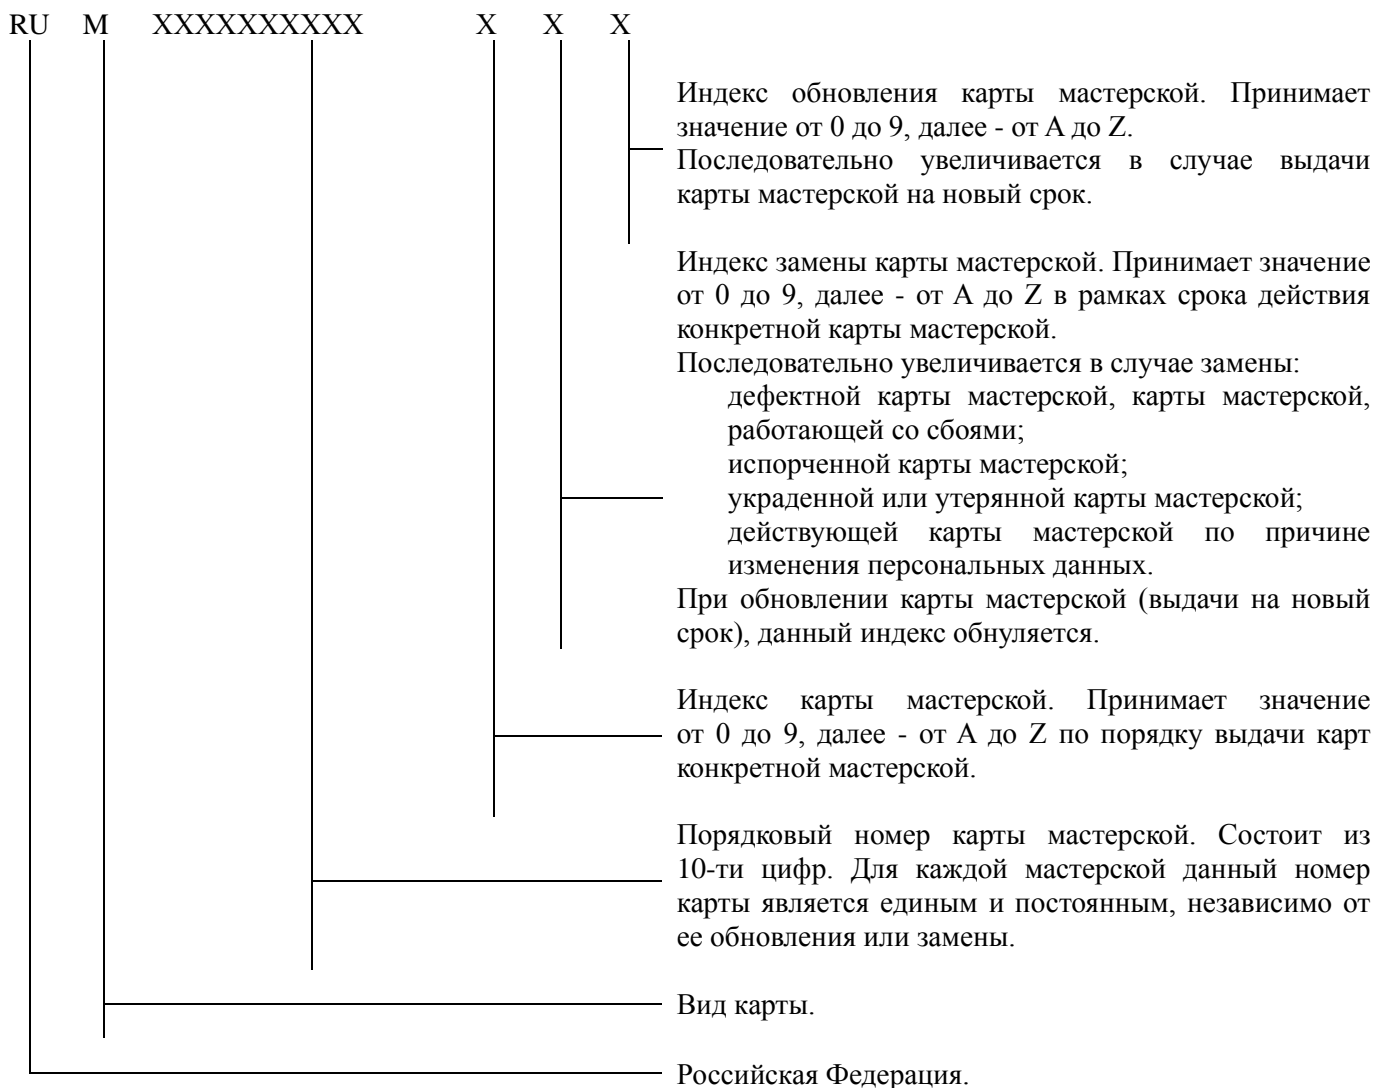 RU M XXXXXXXXXX X X X
Индекс обновления карты мастерской. Принимает
значение от 0 до 9, далее - от A до Z.
Последовательно увеличивается в случае выдачи
карты мастерской на новый срок.
Индекс замены карты мастерской. Принимает значение
от 0 до 9, далее - от A до Z в рамках срока действия
конкретной карты мастерской.
Последовательно увеличивается в случае замены:
дефектной карты мастерской, карты мастерской,
работающей со сбоями;
испорченной карты мастерской;
украденной или утерянной карты мастерской;
действующей карты мастерской по причине
изменения персональных данных.
При обновлении карты мастерской (выдачи на новый
срок), данный индекс обнуляется.
Индекс карты мастерской. Принимает значение
от 0 до 9, далее - от A до Z по порядку выдачи карт
конкретной мастерской.
Порядковый номер карты мастерской. Состоит из
10-ти цифр. Для каждой мастерской данный номер
карты является единым и постоянным, независимо от
ее обновления или замены.
Вид карты.
Российская Федерация.